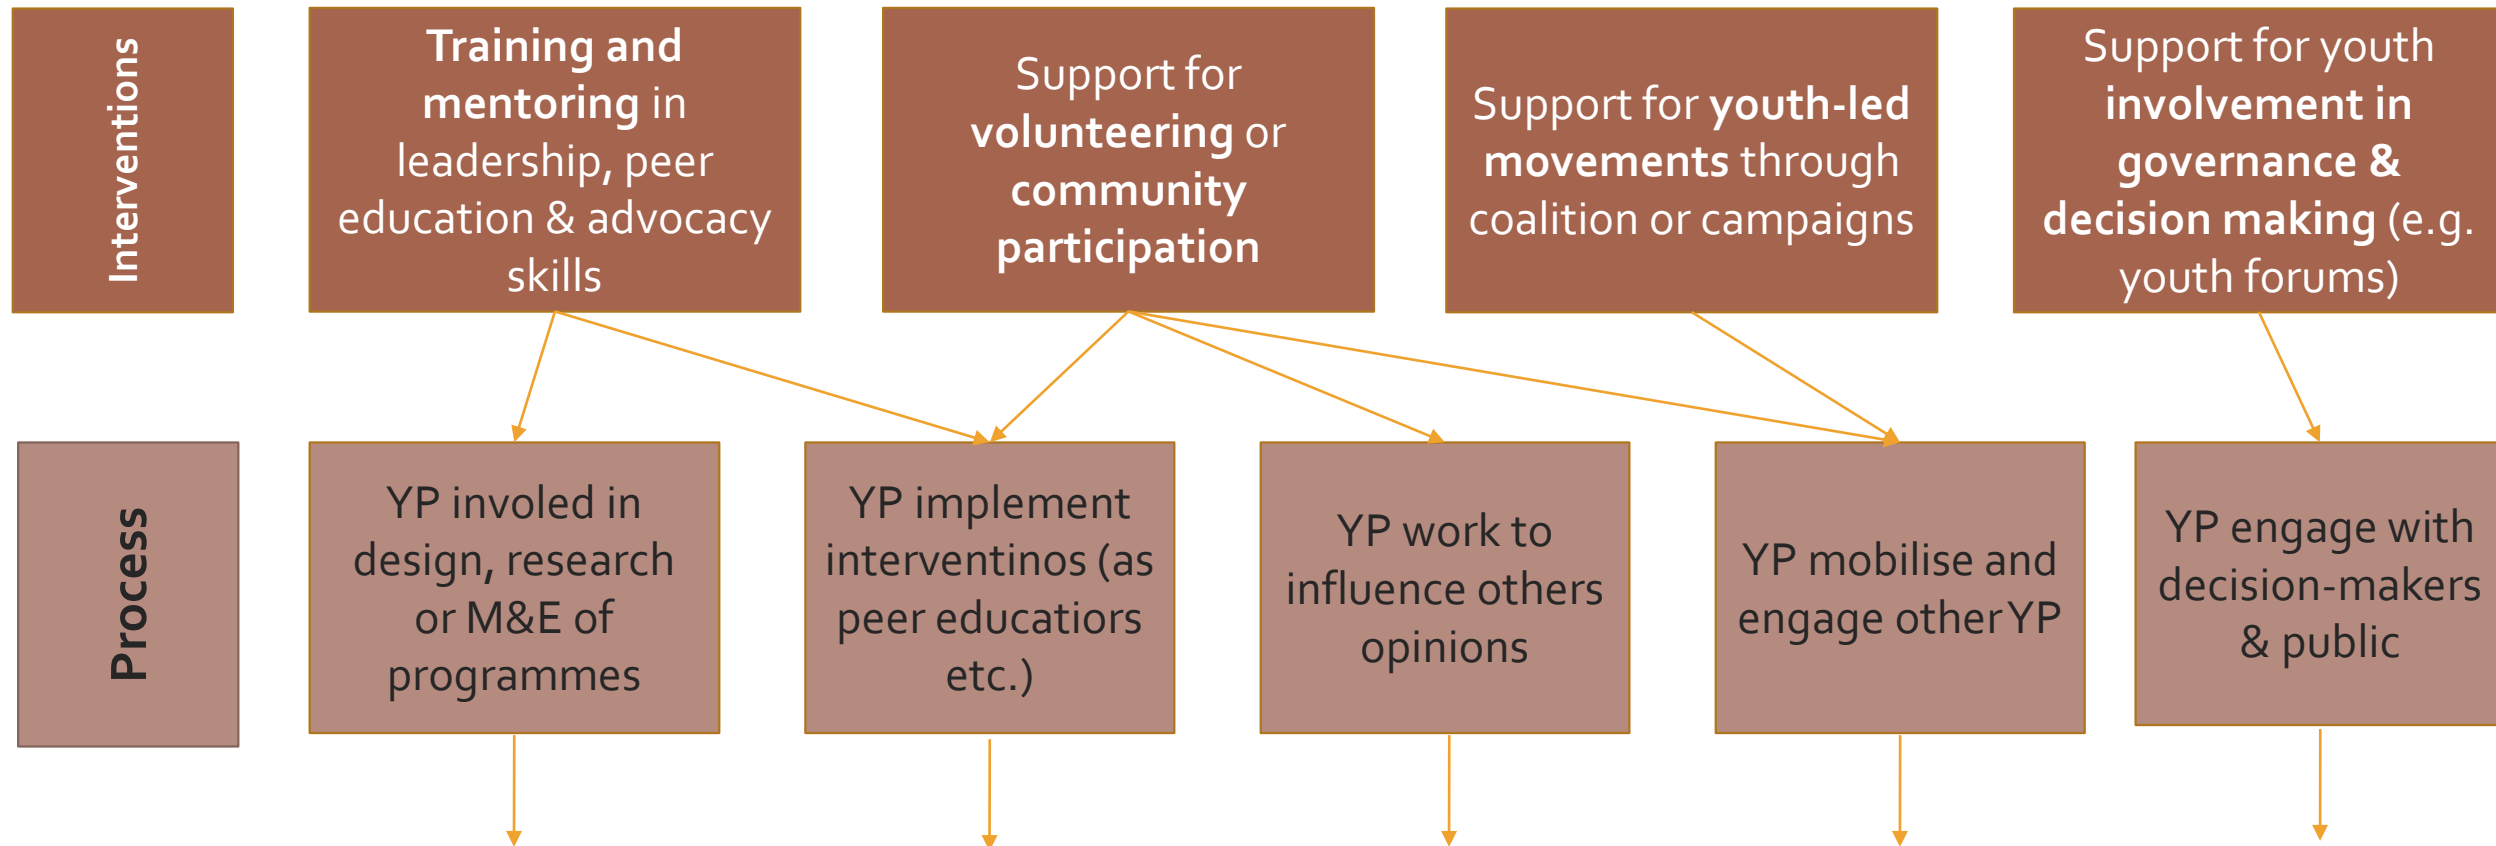 Interventions
Training and
mentoring in
leadership, peer
education & advocacy
skills
Support for
volunteering or
community
participation
Support for youth-led
movements through
coalition or campaigns
Support for youth
involvement in
governance &
decision making (e.g.
youth forums)
Process
YP involed in
design, research
or M&E of
programmes
YP implement
interventinos (as
peer educatiors
etc.)
YP work to
influence others
opinions
YP mobilise and
engage other YP
YP engage with
decision-makers
& public